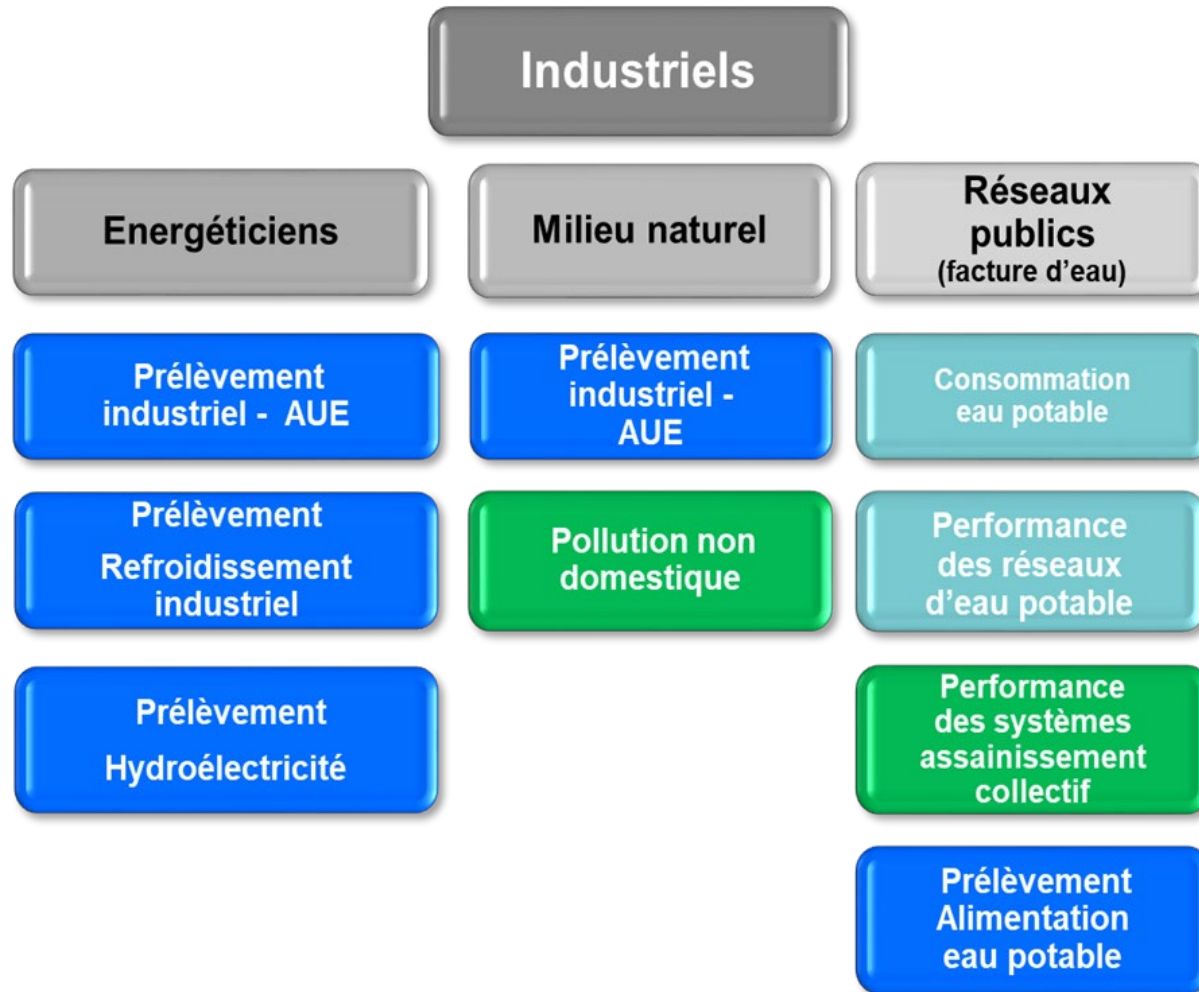 Industriels
Energéticiens
Prélèvement
industriel - AUE
Prélèvement
Refroidissement
industriel
Prélèvement
Hydroélectricité
Milieu naturel
Prélèvement
industriel -
AUE
Pollution non
domestique
Réseaux
publics
(facture d'eau)
Consommation
eau potable
Performance
des réseaux
d'eau potable
Performance
des systèmes
assainissement
collectif
Prélèvement
Alimentation
eau potable